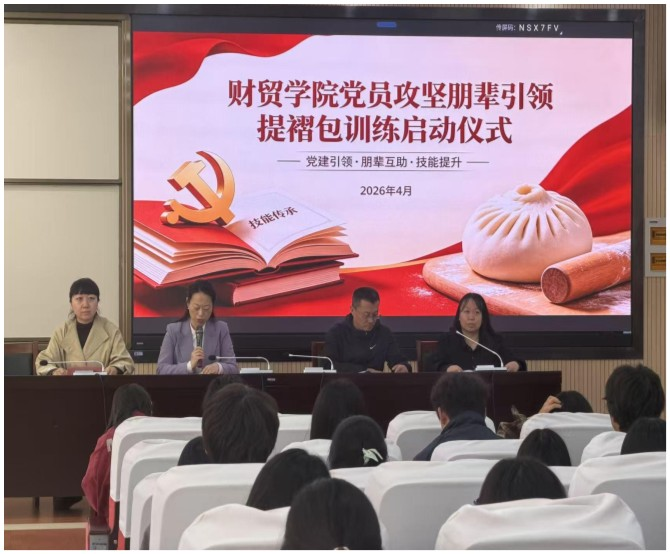 传屏码：NSX7FV
财贸学院党员攻坚朋辈引领
提褶包训练启动仪式
党建引领·朋辈互助·技能提升
2026年4月
技能传承